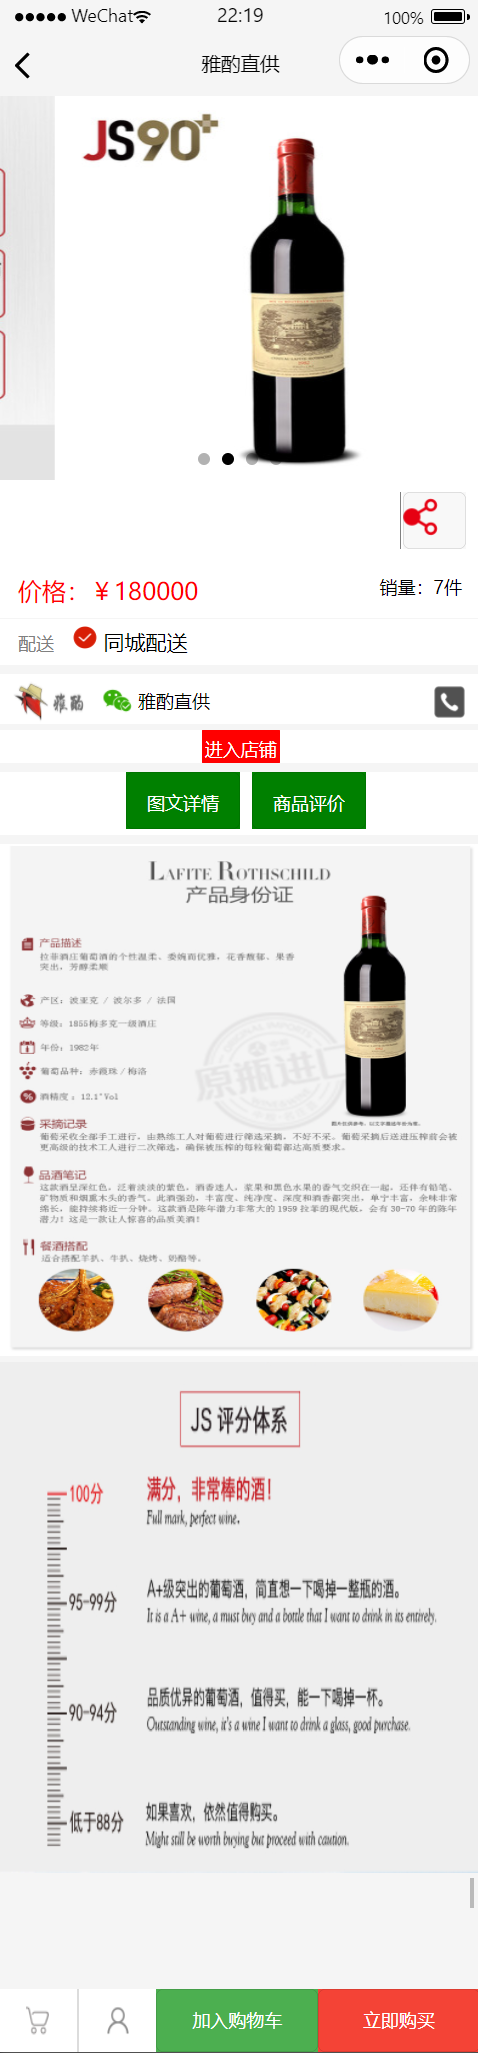 WeChat 22:19 100%
雅酌直供
JS90+
价格：￥180000
销量：7件
配送 同城配送
雅酌 雅酌直供
进入店铺
图文详情 商品评价
LAFITE ROTHSCHILD
产品身份证
产品描述
拉菲酒庄葡萄酒的个性温柔、委婉而优雅，花香馥郁、果香
突出，芳醇柔顺
产区：波亚克 / 波尔多 / 法国
等级：1855梅多克一级酒庄
年份：1982年
葡萄品种：赤霞珠/梅洛
酒精度：12.1°Vol
原瓶进口
图片仅供参考，以文字描述年份为准。
采摘记录
葡萄采收全部手工进行，由熟练工人对葡萄进行筛选采摘，不好不采。葡萄采摘后送进压榨前会被
更高级的技术工人进行二次筛选，确保被压榨的每粒葡萄都达高质要求。
品酒笔记
这款酒呈深红色，泛着淡淡的紫色，酒香迷人，浆果和黑色水果的香气交织在一起，还伴有铅笔、
矿物质和烟熏木头的香气。此酒强劲，丰富度、纯净度、深度和酒香都突出，单宁丰富，余味非常
绵长，能持续将近一分钟。这款酒是陈年潜力非常大的1959拉菲的现代版，会有30-70年的陈年
潜力！这是一款让人惊喜的品质美酒！
餐酒搭配
适合搭配羊扒、牛扒、烧烤、奶酪等。
JS 评分体系
100分 满分，非常棒的酒！
Full mark, perfect wine.
95-99分 A+级突出的葡萄酒，简直想一下喝掉一整瓶的酒。
It is a A+ wine, a must buy and a bottle that I want to drink in its entirely.
90-94分 品质优异的葡萄酒，值得买，能一下喝掉一杯。
Outstanding wine, it's a wine I want to drink a glass, good purchase.
低于88分 如果喜欢，依然值得购买。
Might still be worth buying but proceed with caution.
加入购物车 立即购买